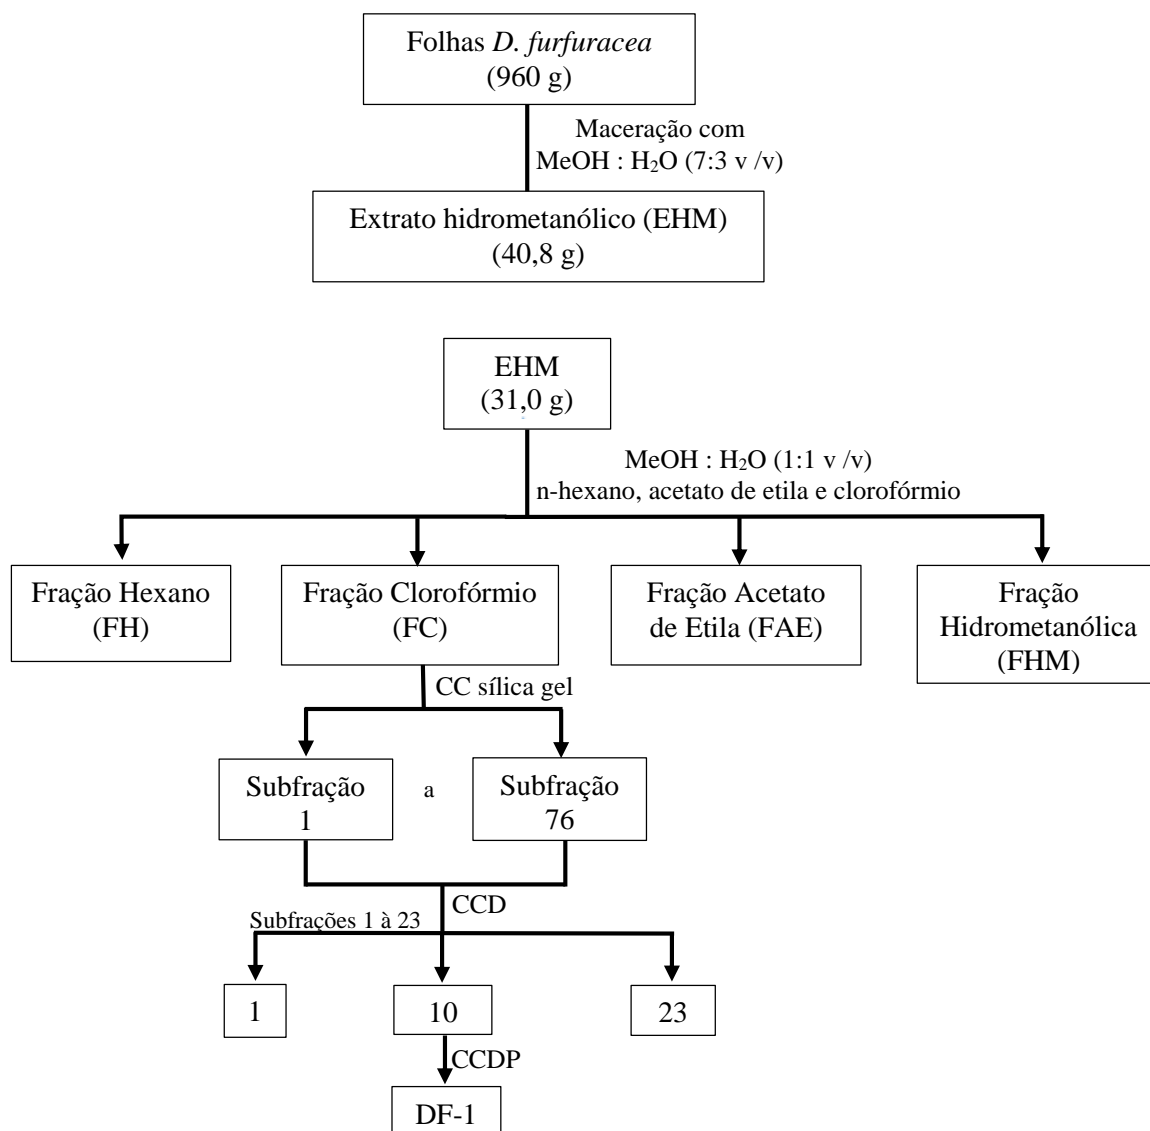 Folhas D. furfuracea
(960 g)
Maceração com
MeOH : H₂O (7:3 v /v)
Extrato hidrometanólico (EHM)
(40,8 g)
EHM
(31,0 g)
MeOH : H₂O (1:1 v /v)
n-hexano, acetato de etila e clorofórmio
Fração Hexano
(FH)
Fração Clorofórmio
(FC)
Fração Acetato
de Etila (FAE)
Fração
Hidrometanólica
(FHM)
CC sílica gel
Subfração
1
a
Subfração
76
CCD
Subfrações 1 à 23
1
10
23
CCDP
DF-1